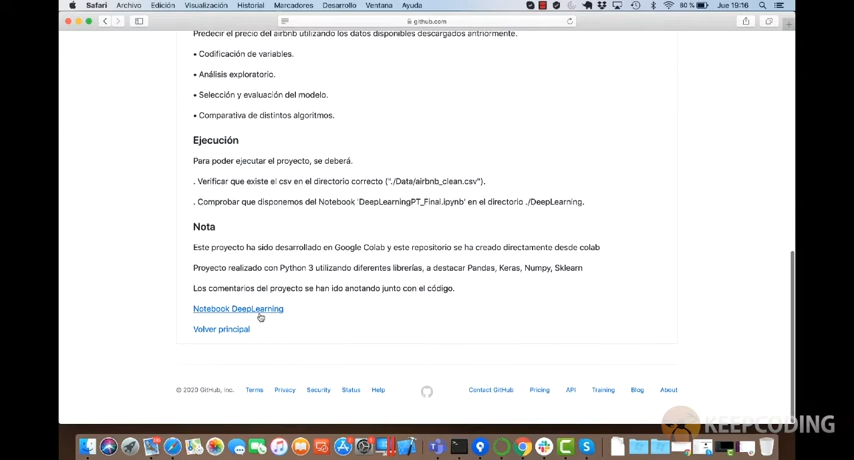 Safari Archivo Edición Visualización Historial Marcadores Desarrollo Ventana Ayuda 80 % Jue 19:16
github.com
Predecir el precio del airbnb utilizando los datos disponibles descargados antnormente.
• Codificación de variables.
• Análisis exploratorio.
• Selección y evaluación del modelo.
• Comparativa de distintos algoritmos.
Ejecución
Para poder ejecutar el proyecto, se deberá.
. Verificar que existe el csv en el directorio correcto ("./Data/airbnb_clean.csv").
. Comprobar que disponemos del Notebook 'DeepLearningPT_Final.ipynb' en el directorio ./DeepLearning.
Nota
Este proyecto ha sido desarrollado en Google Colab y este repositorio se ha creado directamente desde colab
Proyecto realizado con Python 3 utilizando diferentes librerías, a destacar Pandas, Keras, Numpy, Sklearn
Los comentarios del proyecto se han ido anotando junto con el código.
Notebook DeepLearning
Volver principal
© 2020 GitHub, Inc. Terms Privacy Security Status Help Contact GitHub Pricing API Training Blog About
KEEPCODING